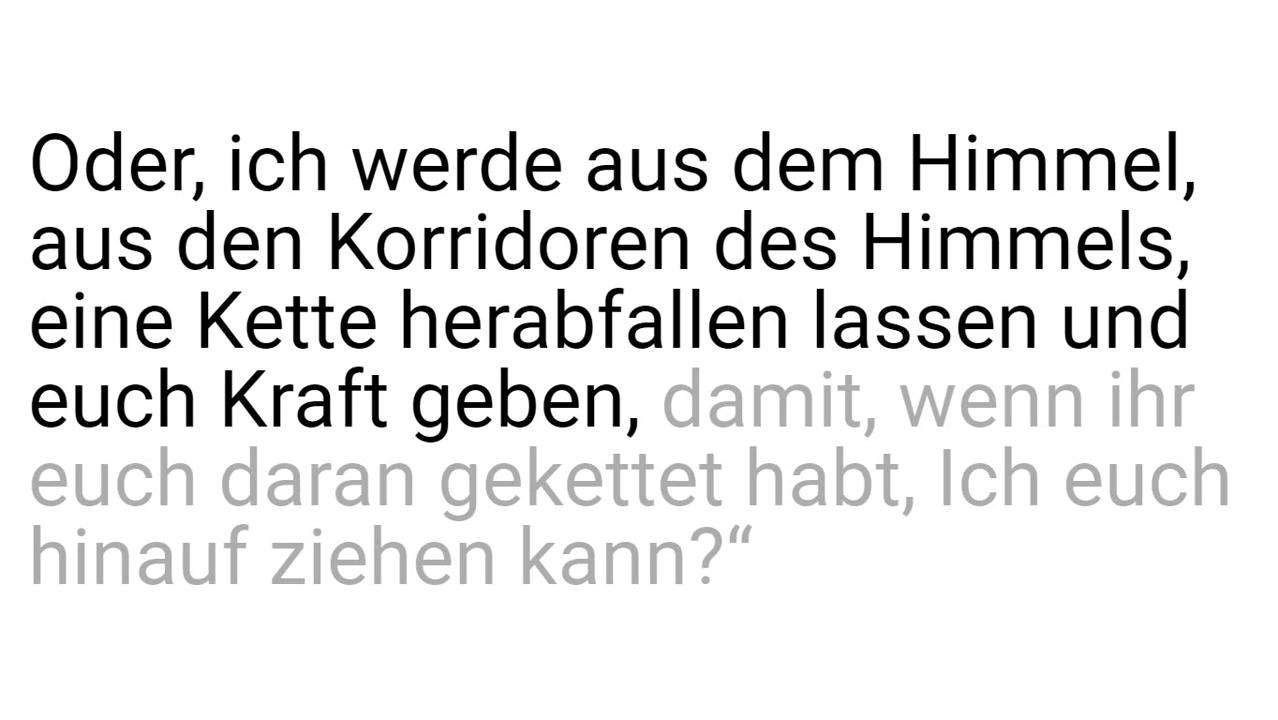 Oder, ich werde aus dem Himmel,
aus den Korridoren des Himmels,
eine Kette herabfallen lassen und
euch Kraft geben, damit, wenn ihr
euch daran gekettet habt, Ich euch
hinauf ziehen kann?“